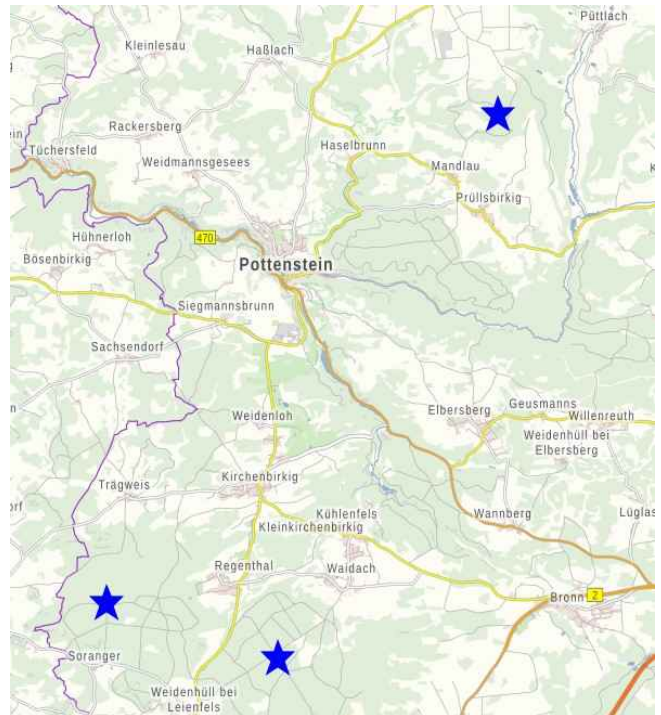 Püttlach
Kleinlesau
Haßlach
Rackersberg
Haselbrunn
Tüchersfeld
Weidmannsgesees
Mandlau
Prüllsbirkig
Hühnerloh
470
Bösenbirkig
Pottenstein
Siegmannsbrunn
Sachsendorf
Weidenloh
Elbersberg
Geusmanns
Willenreuth
Weidenhüll bei
Elbersberg
Kirchenbirkig
Trägweis
Kühlenfels
Kleinkirchenbirkig
Wannberg
Regenthal
Waidach
Bronn
2
Soranger
Weidenhüll bei
Leienfels